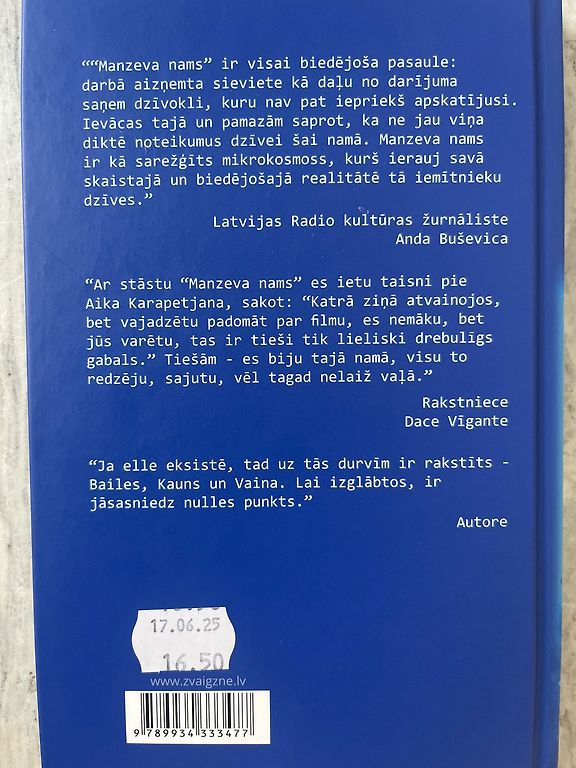 ““Manzeva nams” ir visai biedējoša pasaule:
darbā aizņemta sieviete kā daļu no darījuma
saņem dzīvokli, kuru nav pat iepriekš apskatījusi.
Ievācas tajā un pamazām saprot, ka ne jau viņa
diktē noteikumus dzīvei šai namā. Manzeva nams
ir kā sarežģīts mikrokosmoss, kurš ierauj savā
skaistajā un biedējošajā realitātē tā iemītnieku
dzīves.”
Latvijas Radio kultūras žurnāliste
Anda Buševica
“Ar stāstu “Manzeva nams” es ietu taisni pie
Aika Karapetjana, sakot: “Katrā ziņā atvainojos,
bet vajadzētu padomāt par filmu, es nemāku, bet
jūs varētu, tas ir tieši tik lieliski drebulīgs
gabals.” Tiešām - es biju tajā namā, visu to
redzēju, sajutu, vēl tagad nelaiž vaļā.”
Rakstniece
Dace Vīgante
“Ja elle eksistē, tad uz tās durvīm ir rakstīts -
Bailes, Kauns un Vaina. Lai izglābtos, ir
jāsasniedz nulles punkts.”
Autore
17.06.25
16.50
www.zvaigzne.lv
9 789934 333477